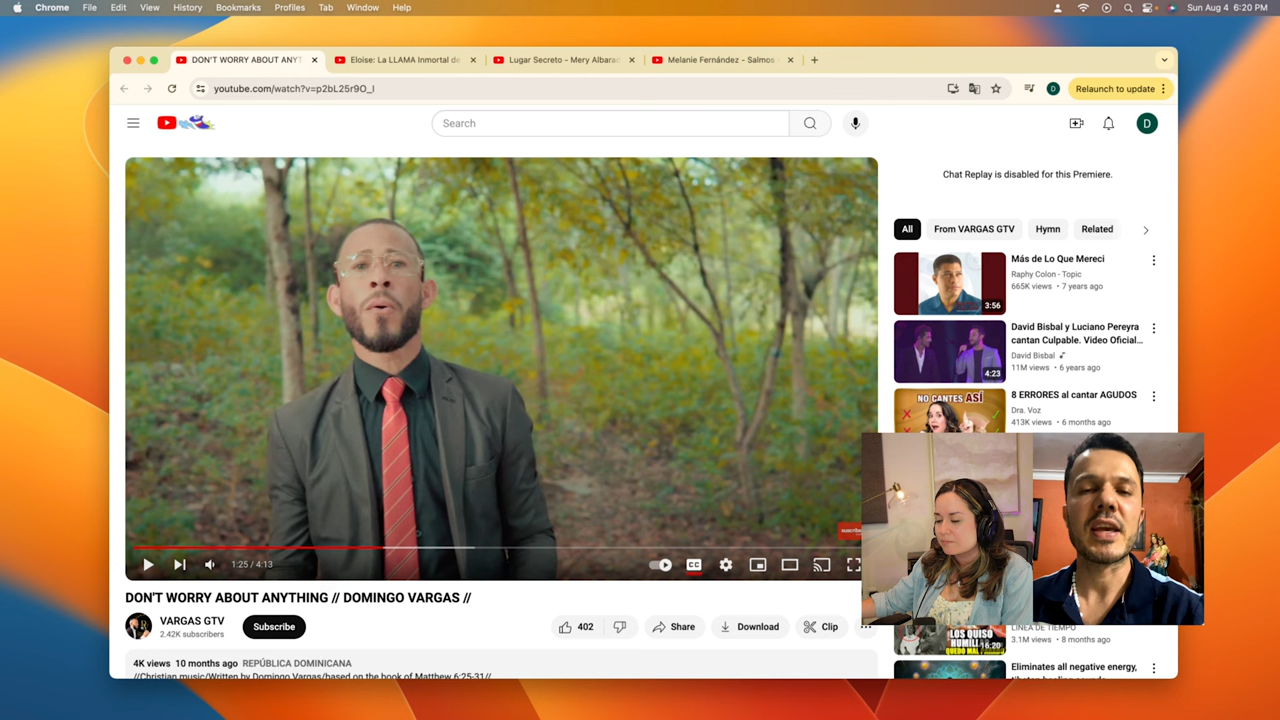 Chrome File Edit View History Bookmarks Profiles Tab Window Help Sun Aug 4 6:20 PM
DON'T WORRY ABOUT ANYT
Eloise: La LLAMA Inmortal de
Lugar Secreto - Mery Albarad
Melanie Fernández - Salmos
youtube.com/watch?v=p2bL25r9O_I
Relaunch to update
Search
D
Chat Replay is disabled for this Premiere.
All From VARGAS GTV Hymn Related
Más de Lo Que Mereci
Raphy Colon - Topic
665K views • 7 years ago
3:56
David Bisbal y Luciano Pereyra
cantan Culpable. Video Oficial...
David Bisbal
11M views • 6 years ago
4:23
NO CANTES ASÍ
8 ERRORES al cantar AGUDOS
Dra. Voz
413K views • 6 months ago
1:25 / 4:13
CC
DON'T WORRY ABOUT ANYTHING // DOMINGO VARGAS //
VARGAS GTV
2.42K subscribers
Subscribe
402
Share
Download
Clip
LÍNEA DE TIEMPO
3.1M views • 8 months ago
LOS QUISO
HUMILLAR
QUEDO MAL
16:20
4K views 10 months ago REPÚBLICA DOMINICANA
//Christian music/Written by Domingo Vargas/based on the book of Matthew 6:25-31//
Eliminates all negative energy,